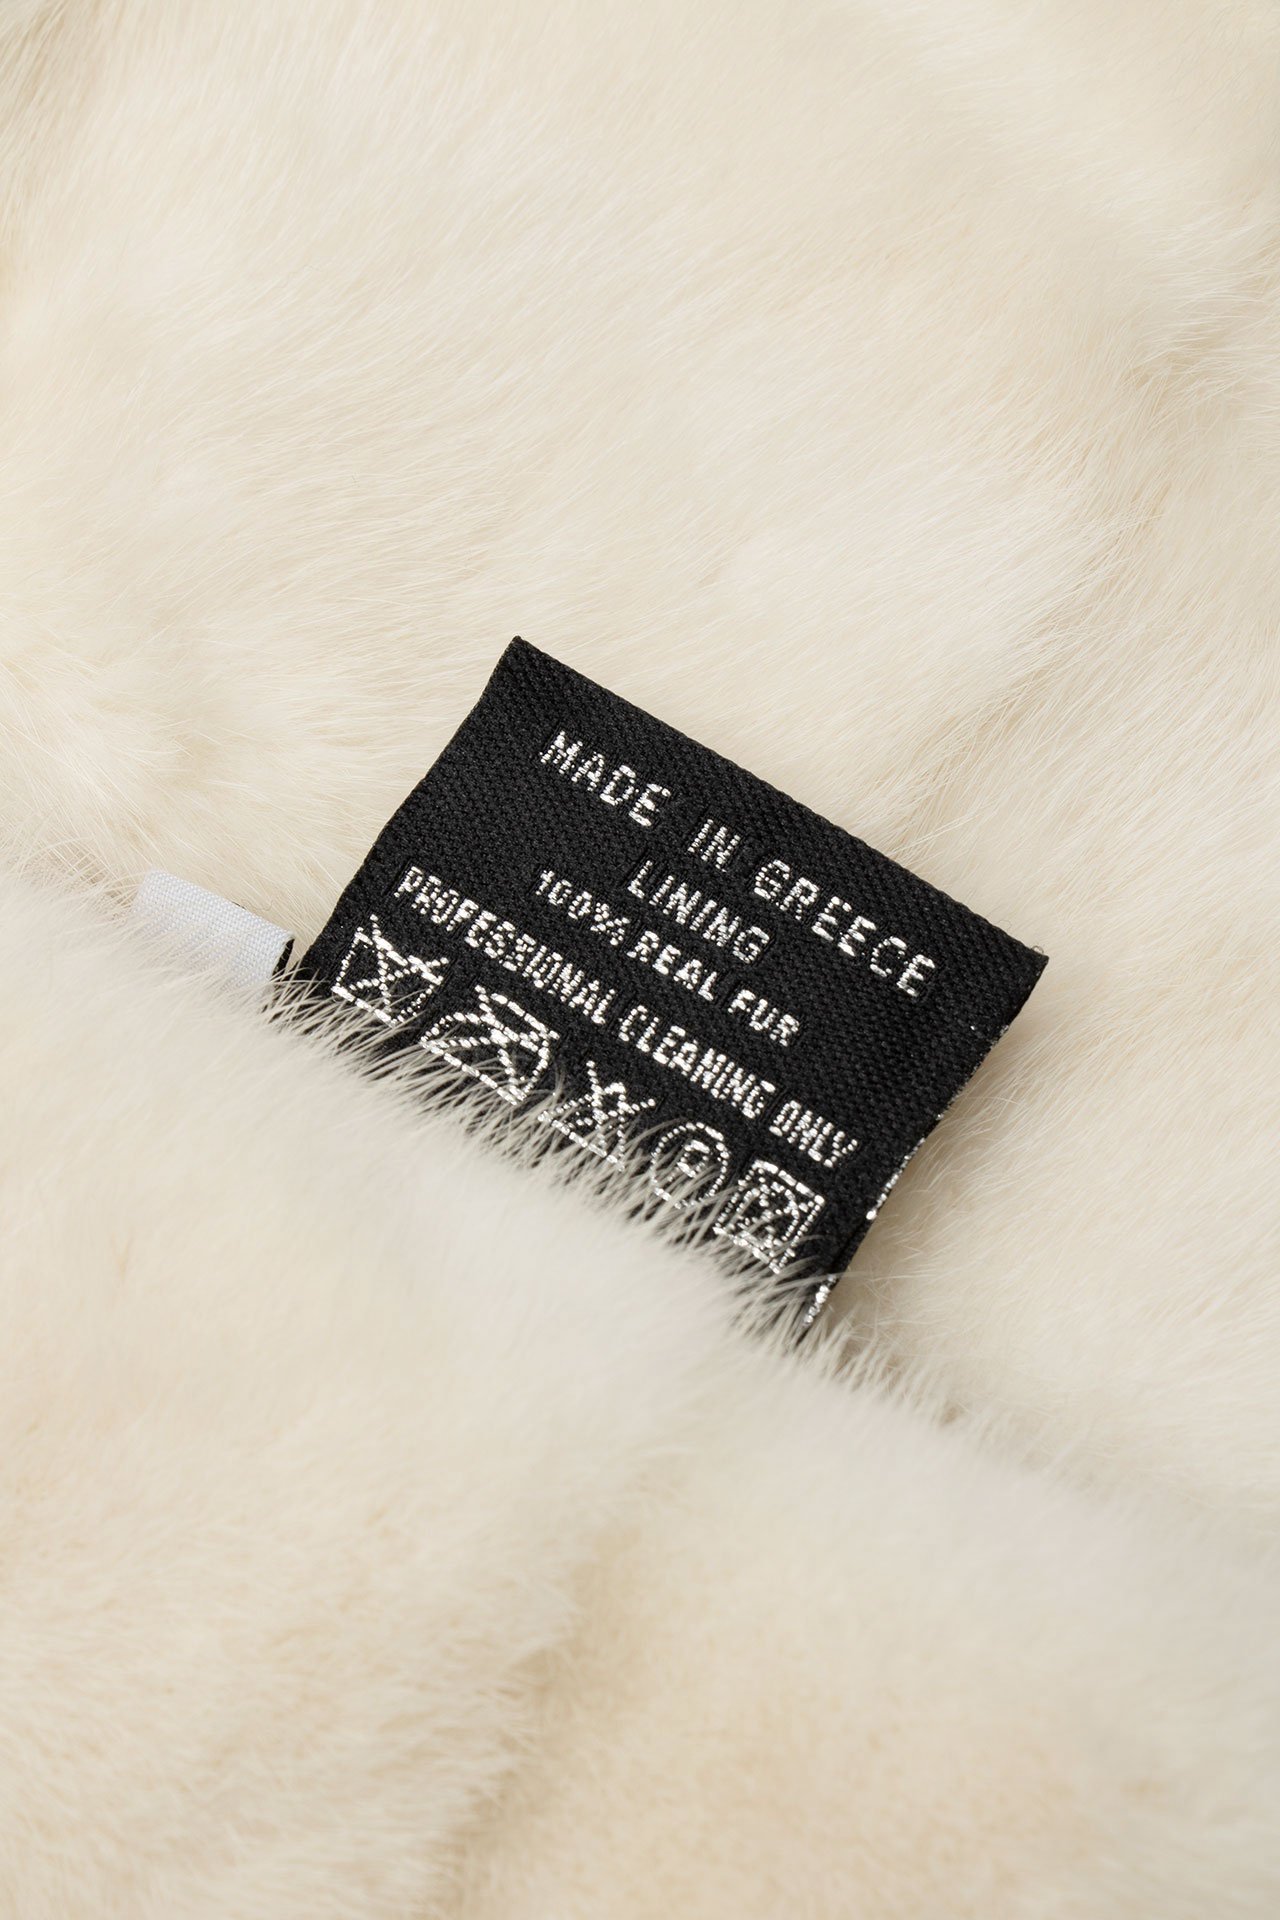 MADE IN GREECE
LINING
100% REAL FUR
PROFESSIONAL CLEANING ONLY
P